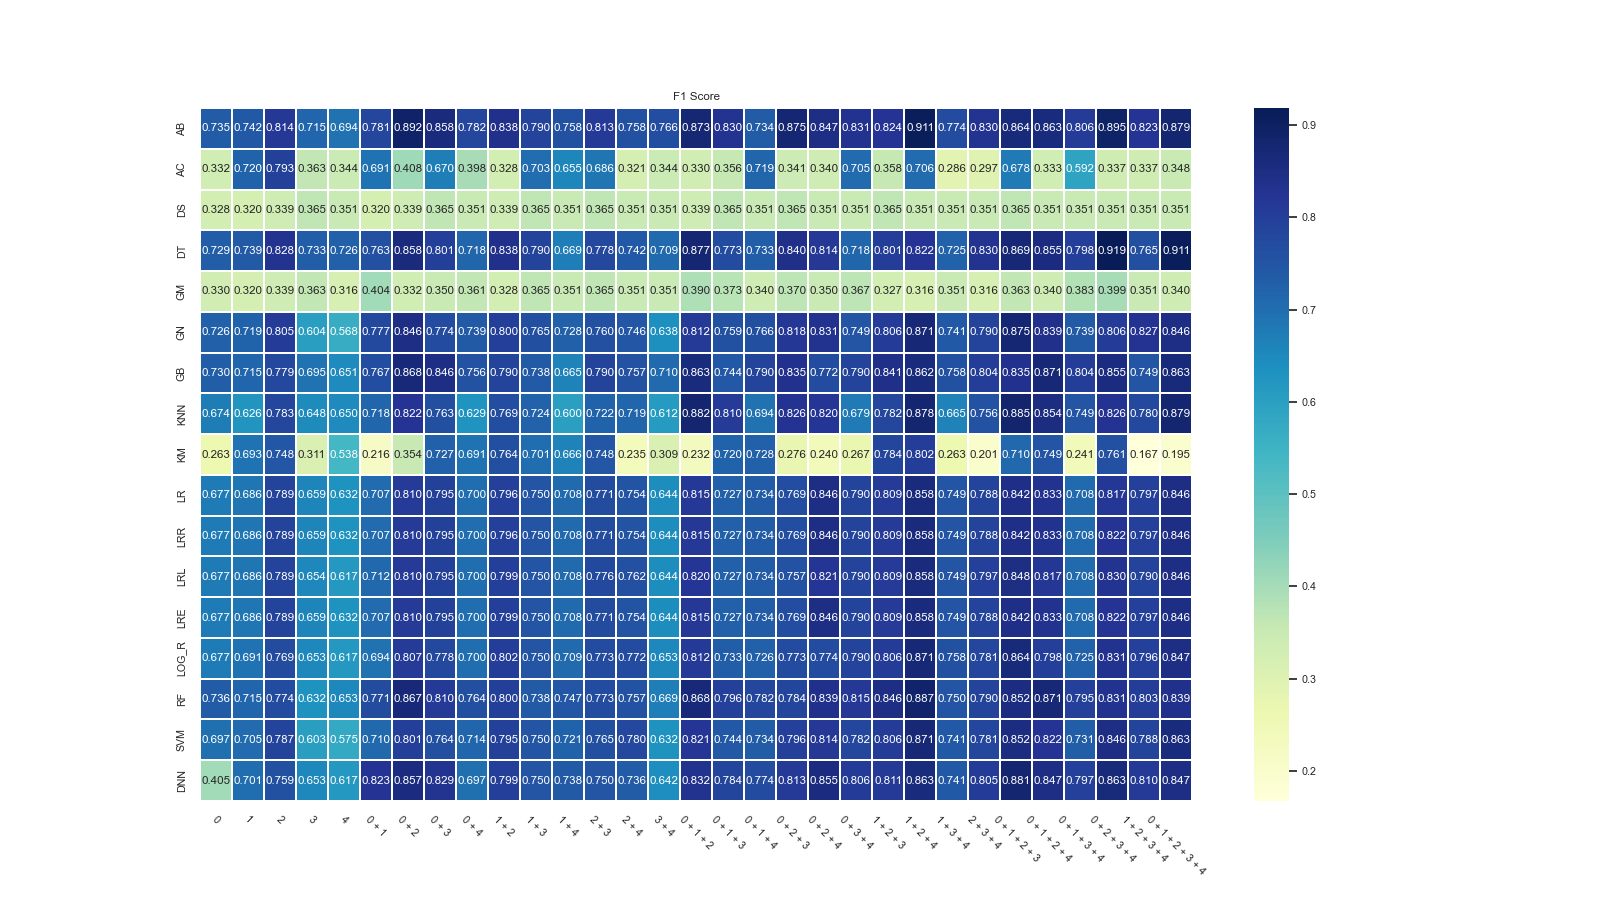 F1 Score
AB 0.735 0.742 0.814 0.715 0.694 0.781 0.892 0.858 0.782 0.838 0.790 0.758 0.813 0.758 0.766 0.873 0.830 0.734 0.875 0.847 0.831 0.824 0.911 0.774 0.830 0.864 0.863 0.806 0.895 0.823 0.879
AC 0.332 0.720 0.793 0.363 0.344 0.691 0.408 0.670 0.398 0.328 0.703 0.655 0.686 0.321 0.344 0.330 0.356 0.719 0.341 0.340 0.705 0.358 0.706 0.286 0.297 0.678 0.333 0.592 0.337 0.337 0.348
DS 0.328 0.320 0.339 0.365 0.351 0.320 0.339 0.365 0.351 0.339 0.365 0.351 0.365 0.351 0.351 0.339 0.365 0.351 0.365 0.351 0.351 0.365 0.351 0.351 0.351 0.365 0.351 0.351 0.351 0.351 0.351
DT 0.729 0.739 0.828 0.733 0.726 0.763 0.858 0.801 0.718 0.838 0.790 0.669 0.778 0.742 0.709 0.877 0.773 0.733 0.840 0.814 0.718 0.801 0.822 0.725 0.830 0.869 0.855 0.798 0.919 0.765 0.911
GM 0.330 0.320 0.339 0.363 0.316 0.404 0.332 0.350 0.361 0.328 0.365 0.351 0.365 0.351 0.351 0.390 0.373 0.340 0.370 0.350 0.367 0.327 0.316 0.351 0.316 0.363 0.340 0.383 0.399 0.351 0.340
GN 0.726 0.719 0.805 0.604 0.568 0.777 0.846 0.774 0.739 0.800 0.765 0.728 0.760 0.746 0.638 0.812 0.759 0.766 0.818 0.831 0.749 0.806 0.871 0.741 0.790 0.875 0.839 0.739 0.806 0.827 0.846
GB 0.730 0.715 0.779 0.695 0.651 0.767 0.868 0.846 0.756 0.790 0.738 0.665 0.790 0.757 0.710 0.863 0.744 0.790 0.835 0.772 0.790 0.841 0.862 0.758 0.804 0.835 0.871 0.804 0.855 0.749 0.863
KNN 0.674 0.626 0.783 0.648 0.650 0.718 0.822 0.763 0.629 0.769 0.724 0.600 0.722 0.719 0.612 0.882 0.810 0.694 0.826 0.820 0.679 0.782 0.878 0.665 0.756 0.885 0.854 0.749 0.826 0.780 0.879
KM 0.263 0.693 0.748 0.311 0.538 0.216 0.354 0.727 0.691 0.764 0.701 0.666 0.748 0.235 0.309 0.232 0.720 0.728 0.276 0.240 0.267 0.784 0.802 0.263 0.201 0.710 0.749 0.241 0.761 0.167 0.195
LR 0.677 0.686 0.789 0.659 0.632 0.707 0.810 0.795 0.700 0.796 0.750 0.708 0.771 0.754 0.644 0.815 0.727 0.734 0.769 0.846 0.790 0.809 0.858 0.749 0.788 0.842 0.833 0.708 0.817 0.797 0.846
LRR 0.677 0.686 0.789 0.659 0.632 0.707 0.810 0.795 0.700 0.796 0.750 0.708 0.771 0.754 0.644 0.815 0.727 0.734 0.769 0.846 0.790 0.809 0.858 0.749 0.788 0.842 0.833 0.708 0.822 0.797 0.846
LRL 0.677 0.686 0.789 0.654 0.617 0.712 0.810 0.795 0.700 0.799 0.750 0.708 0.776 0.762 0.644 0.820 0.727 0.734 0.757 0.821 0.790 0.809 0.858 0.749 0.797 0.848 0.817 0.708 0.830 0.790 0.846
LRE 0.677 0.686 0.789 0.659 0.632 0.707 0.810 0.795 0.700 0.799 0.750 0.708 0.771 0.754 0.644 0.815 0.727 0.734 0.769 0.846 0.790 0.809 0.858 0.749 0.788 0.842 0.833 0.708 0.822 0.797 0.846
LOG_R 0.677 0.691 0.769 0.653 0.617 0.694 0.807 0.778 0.700 0.802 0.750 0.709 0.773 0.772 0.653 0.812 0.733 0.726 0.773 0.774 0.790 0.806 0.871 0.758 0.781 0.864 0.798 0.725 0.831 0.796 0.847
RF 0.736 0.715 0.774 0.632 0.653 0.771 0.867 0.810 0.764 0.800 0.738 0.747 0.773 0.757 0.669 0.868 0.796 0.782 0.784 0.839 0.815 0.846 0.887 0.750 0.790 0.852 0.871 0.795 0.831 0.803 0.839
SVM 0.697 0.705 0.787 0.603 0.575 0.710 0.801 0.764 0.714 0.795 0.750 0.721 0.765 0.780 0.632 0.821 0.744 0.734 0.796 0.814 0.782 0.806 0.871 0.741 0.781 0.852 0.822 0.731 0.846 0.788 0.863
DNN 0.405 0.701 0.759 0.653 0.617 0.823 0.857 0.829 0.697 0.799 0.750 0.738 0.750 0.736 0.642 0.832 0.784 0.774 0.813 0.855 0.806 0.811 0.863 0.741 0.805 0.881 0.847 0.797 0.863 0.810 0.847
0 1 2 3 4 0 + 1 0 + 2 0 + 3 0 + 4 1 + 2 1 + 3 1 + 4 2 + 3 2 + 4 3 + 4 0 + 1 + 2 0 + 1 + 3 0 + 1 + 4 0 + 2 + 3 0 + 2 + 4 0 + 3 + 4 1 + 2 + 3 1 + 2 + 4 1 + 3 + 4 2 + 3 + 4 0 + 1 + 2 + 3 0 + 1 + 2 + 4 0 + 1 + 3 + 4 0 + 2 + 3 + 4 1 + 2 + 3 + 4 0 + 1 + 2 + 3 + 4
0.9
0.8
0.7
0.6
0.5
0.4
0.3
0.2